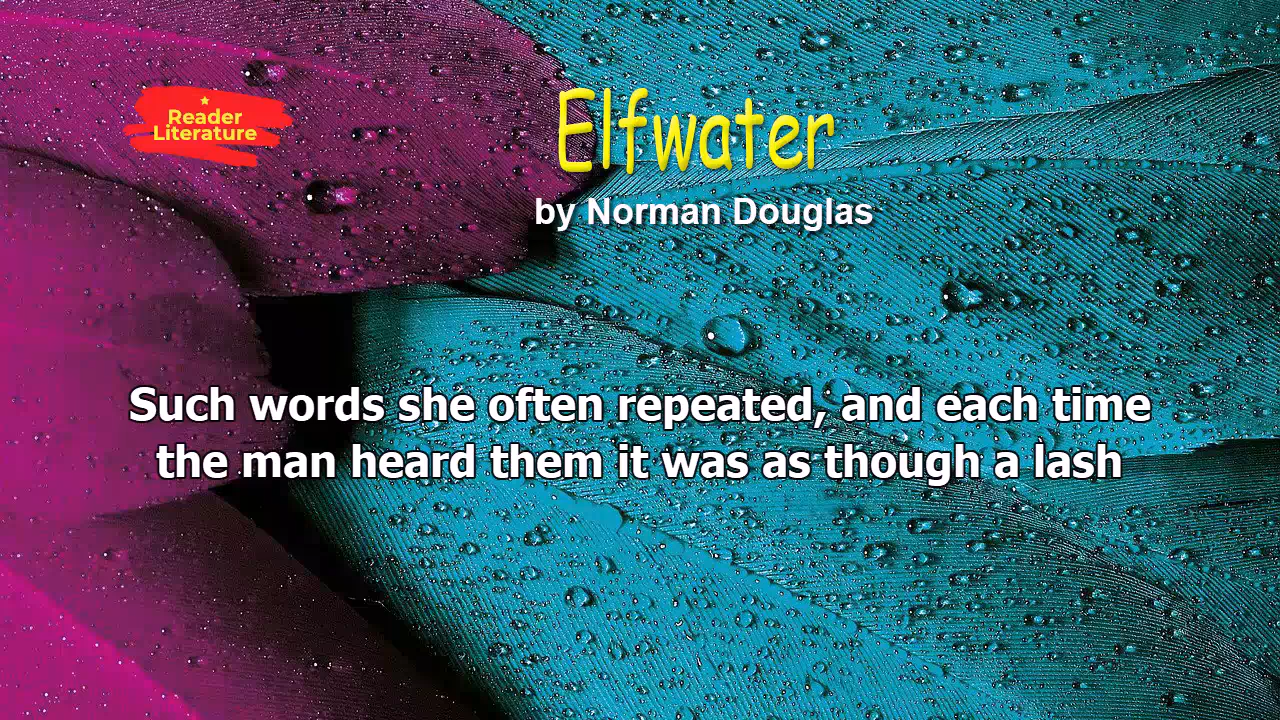 Reader
Literature
Elfwater
by Norman Douglas
Such words she often repeated, and each time
the man heard them it was as though a lash